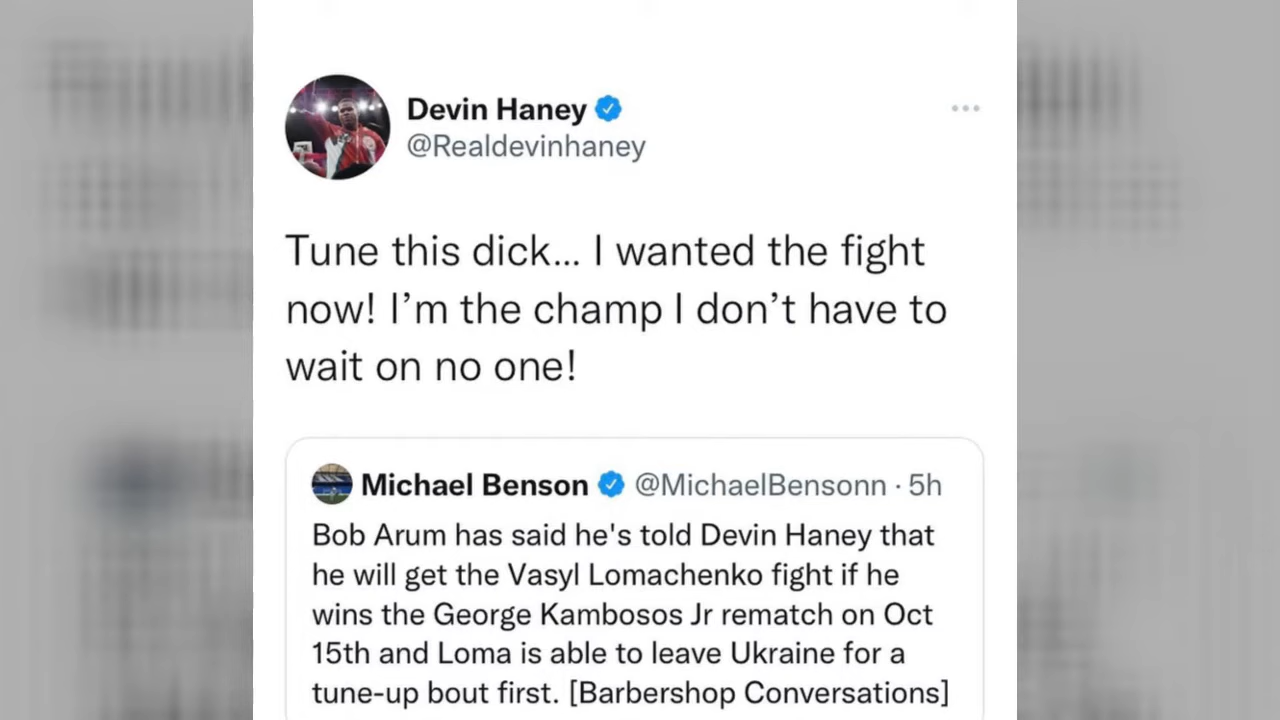 Devin Haney
@Realdevinhaney
Tune this dick... I wanted the fight
now! I’m the champ I don’t have to
wait on no one!
Michael Benson @MichaelBensonn · 5h
Bob Arum has said he's told Devin Haney that
he will get the Vasyl Lomachenko fight if he
wins the George Kambosos Jr rematch on Oct
15th and Loma is able to leave Ukraine for a
tune-up bout first. [Barbershop Conversations]